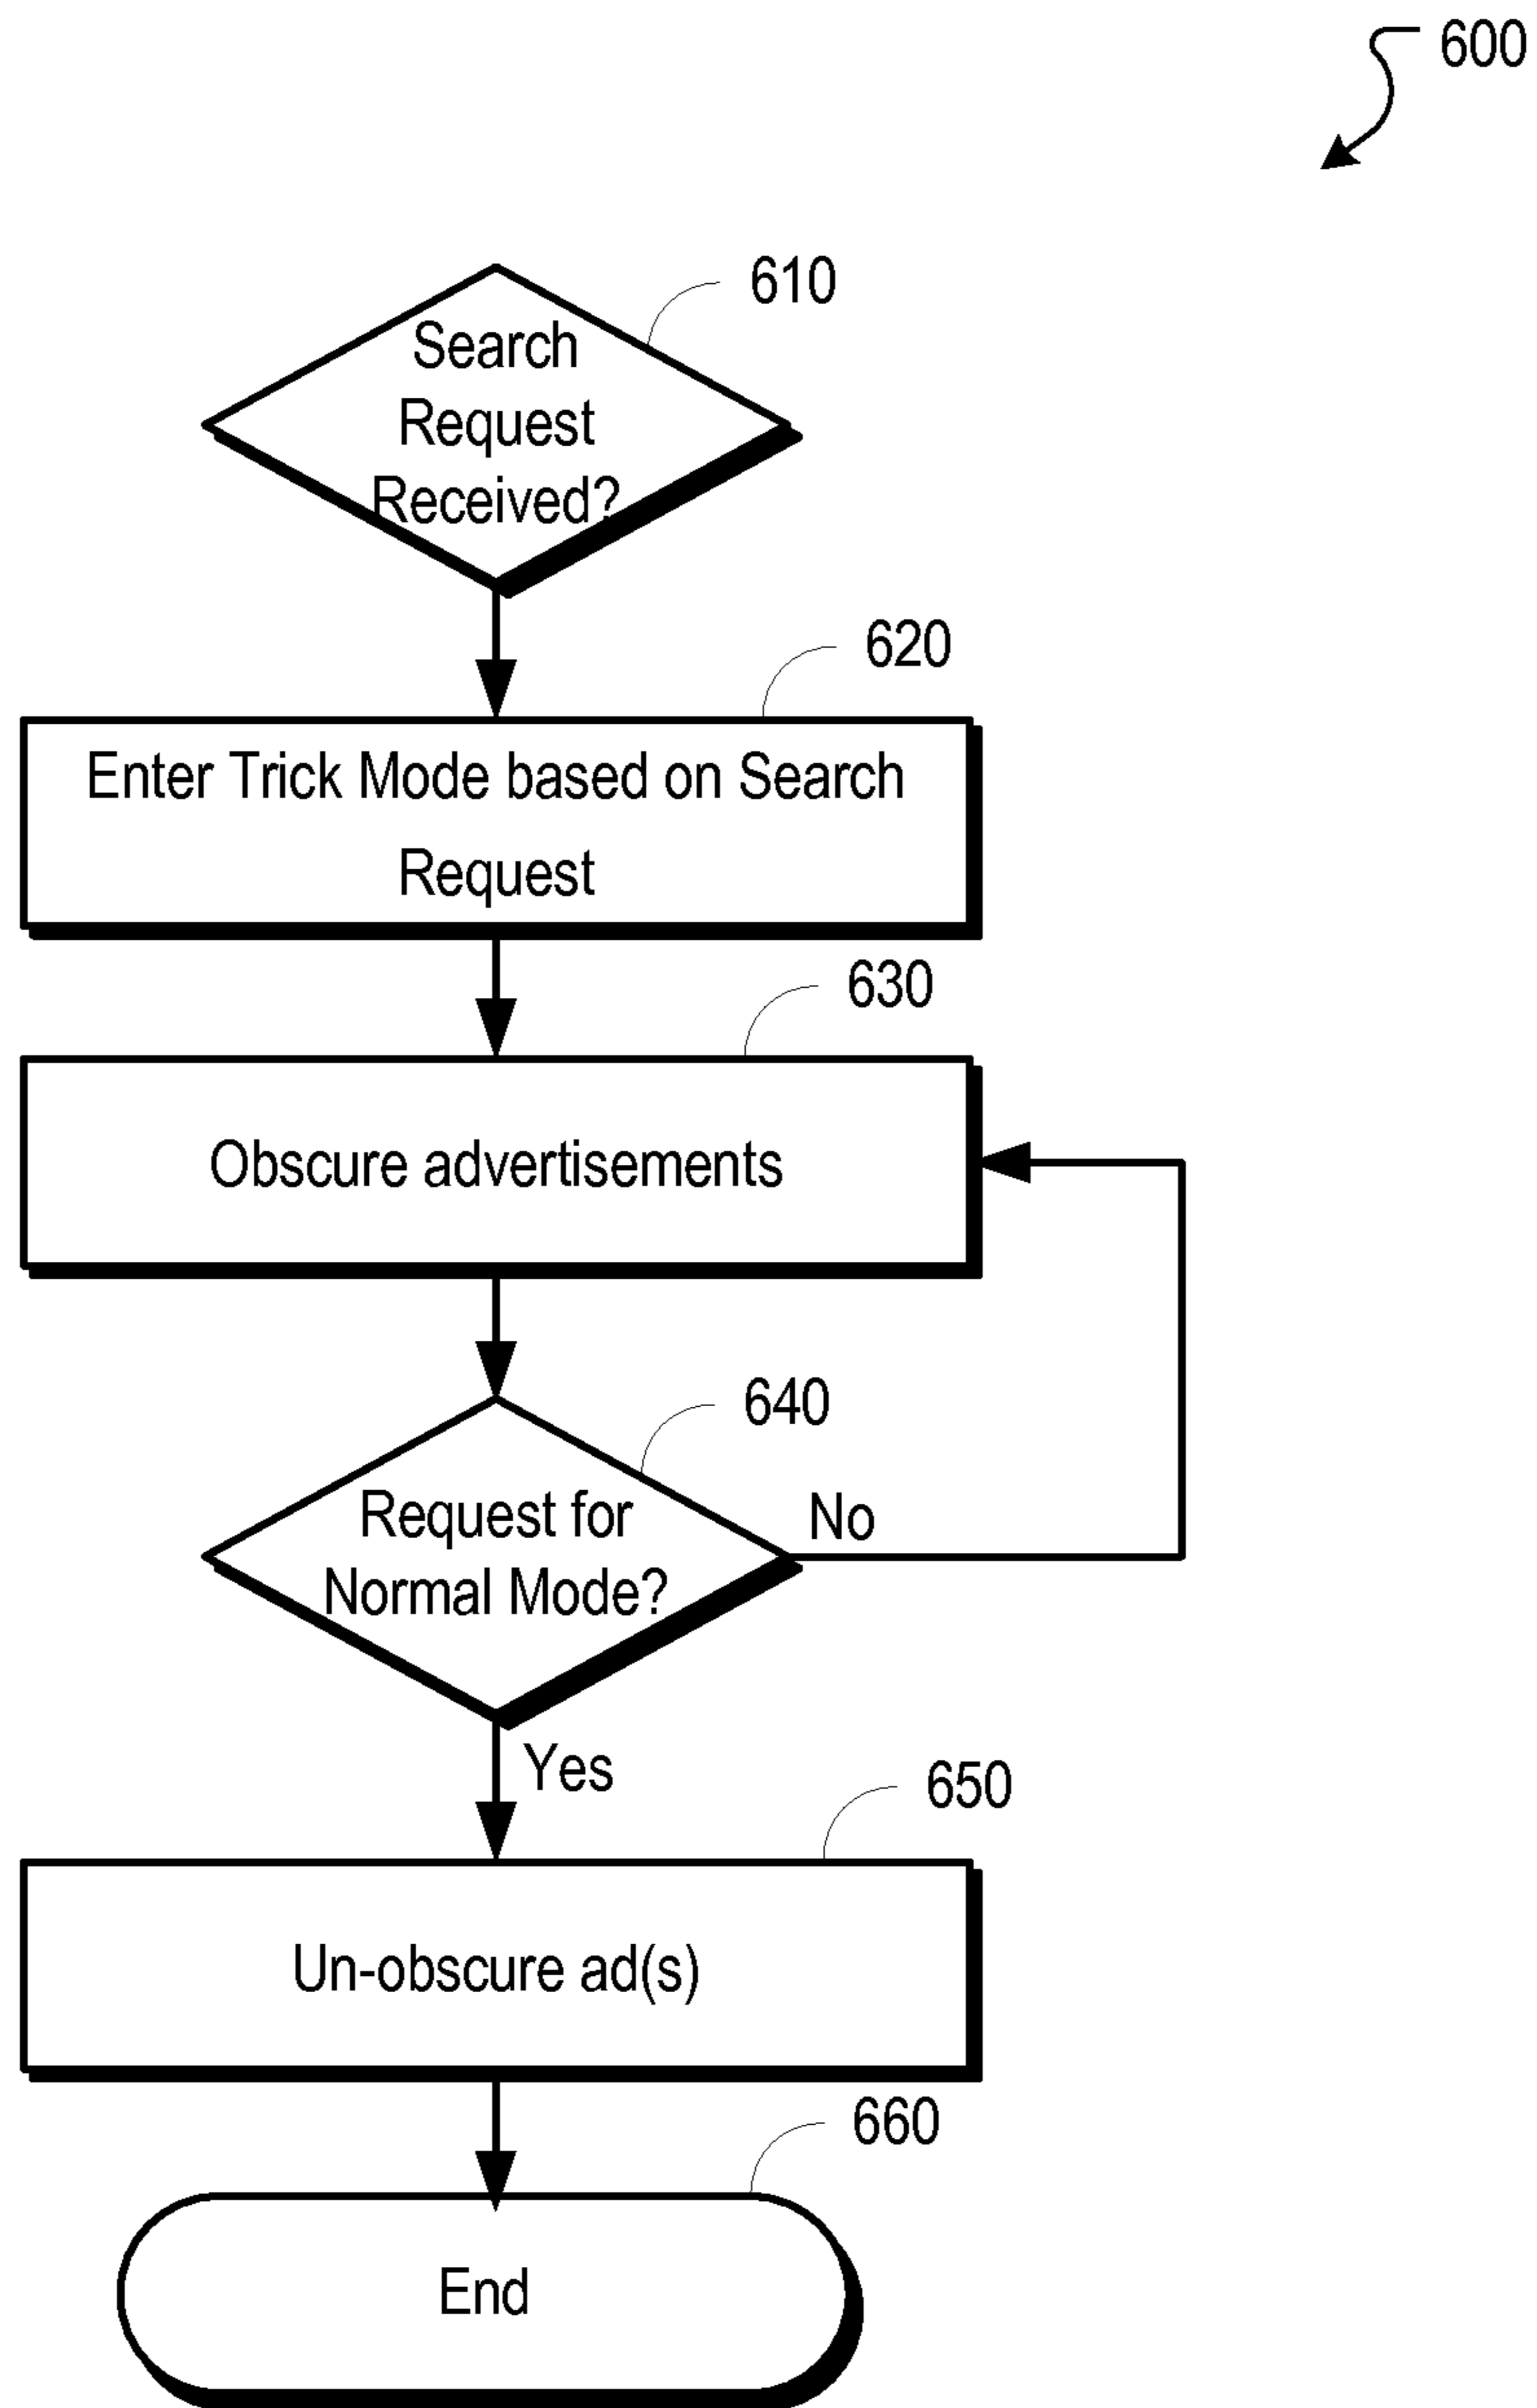 600
610
Search
Request
Received?
620
Enter Trick Mode based on Search
Request
630
Obscure advertisements
640
Request for
Normal Mode?
No
Yes
650
Un-obscure ad(s)
660
End